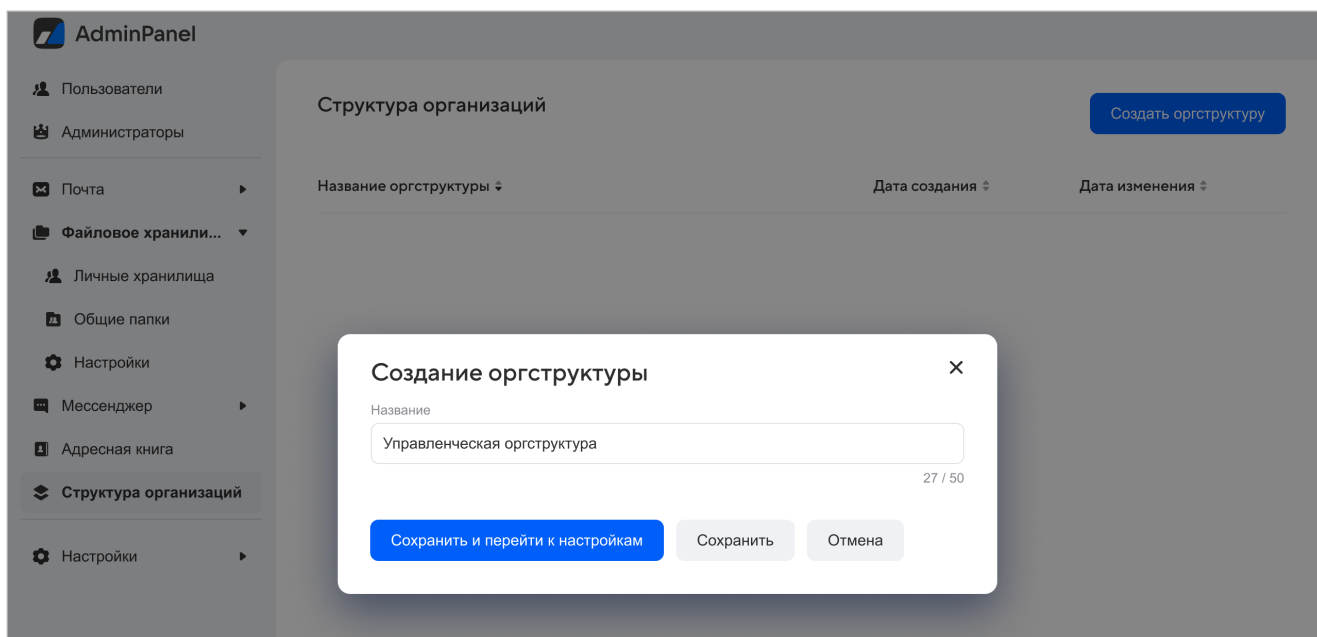 AdminPanel
Пользователи
Администраторы
Почта
Файловое хранили...
Личные хранилища
Общие папки
Настройки
Мессенджер
Адресная книга
Структура организаций
Настройки
Структура организаций
Создать оргструктуру
Название оргструктуры Дата создания Дата изменения
Создание оргструктуры
Название
Управленческая оргструктура
27 / 50
Сохранить и перейти к настройкам Сохранить Отмена